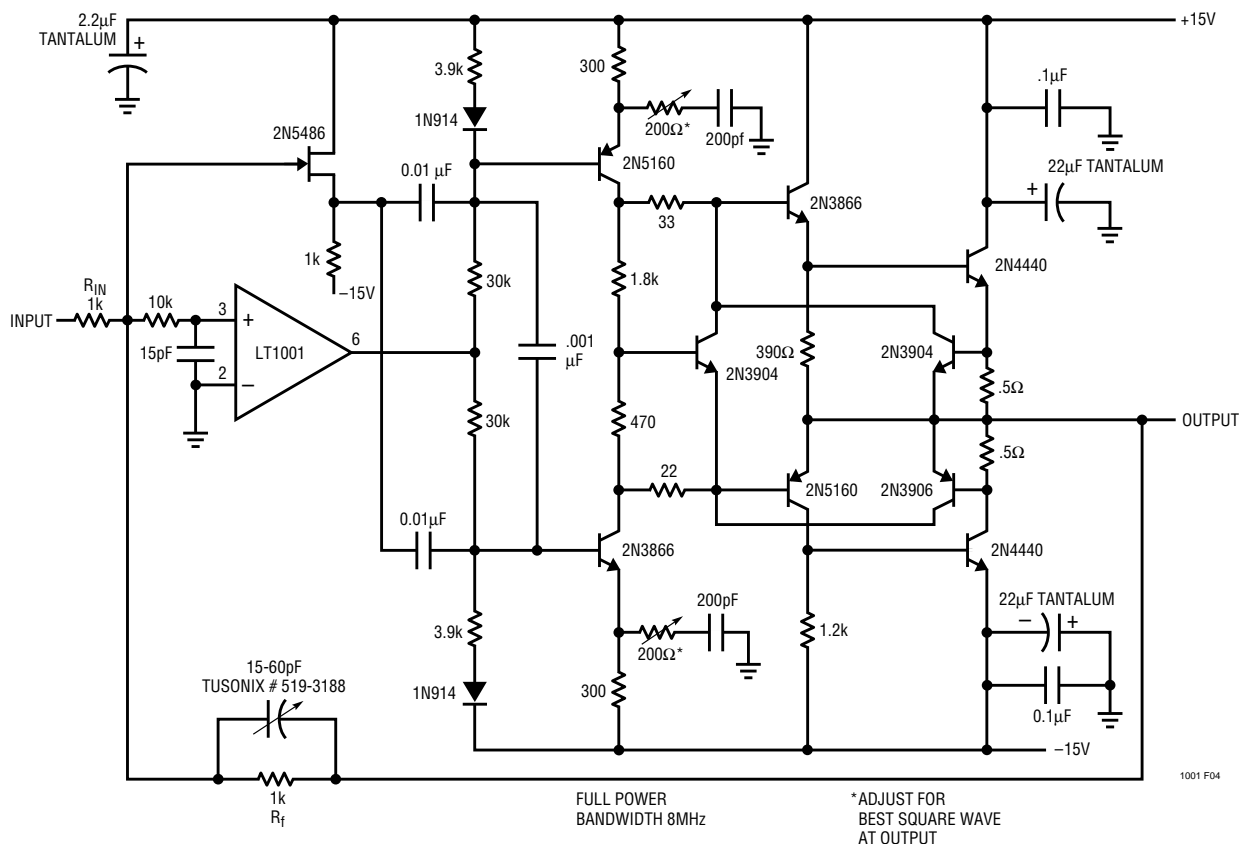 2.2µF
TANTALUM
+
+15V
3.9k
300
.1µF
1N914
200Ω*
200pf
2N5486
2N5160
22µF TANTALUM
+
0.01 µF
2N3866
33
1k
–15V
30k
1.8k
2N4440
RIN
1k
10k
INPUT
3
+
LT1001
6
15pF
2
–
.001
µF
2N3904
390Ω
2N3904
.5Ω
30k
470
OUTPUT
.5Ω
22
2N5160
2N3906
0.01µF
2N3866
2N4440
200pF
22µF TANTALUM
–
+
3.9k
200Ω*
1.2k
15-60pF
TUSONIX # 519-3188
1N914
300
0.1µF
–15V
1k
Rf
FULL POWER
BANDWIDTH 8MHz
*ADJUST FOR
BEST SQUARE WAVE
AT OUTPUT
1001 F04